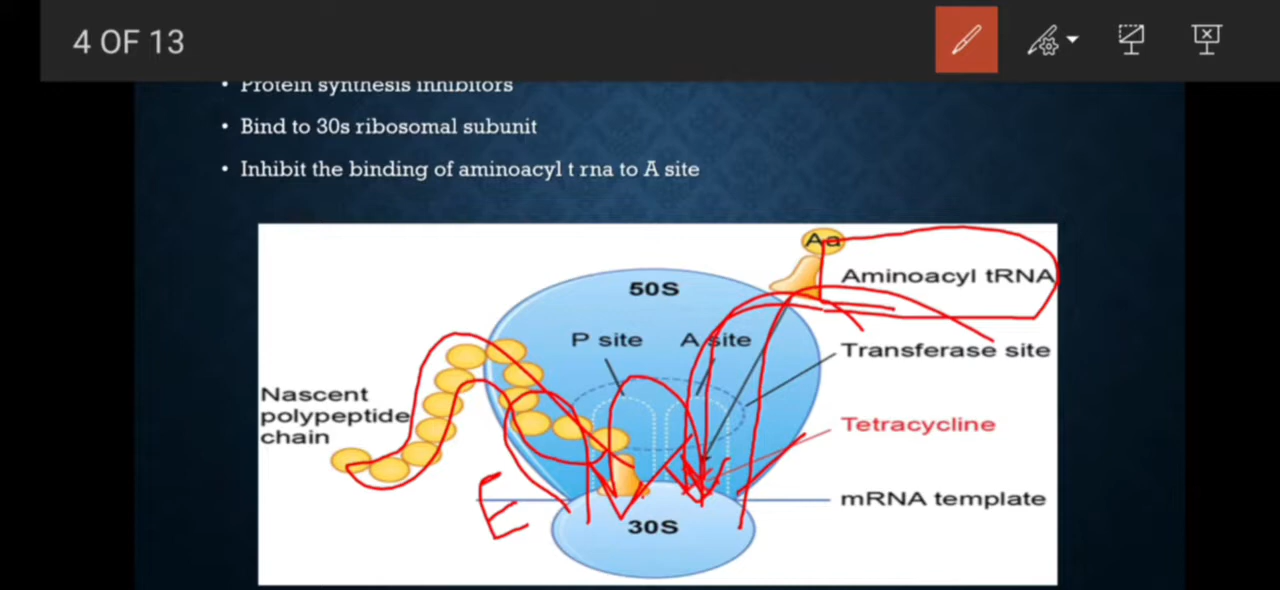 4 OF 13
• Protein synthesis inhibitors
• Bind to 30s ribosomal subunit
• Inhibit the binding of aminoacyl t rna to A site
Aa
50S
Aminoacyl tRNA
P site
A site
Transferase site
Nascent
polypeptide
chain
Tetracycline
E
mRNA template
30S